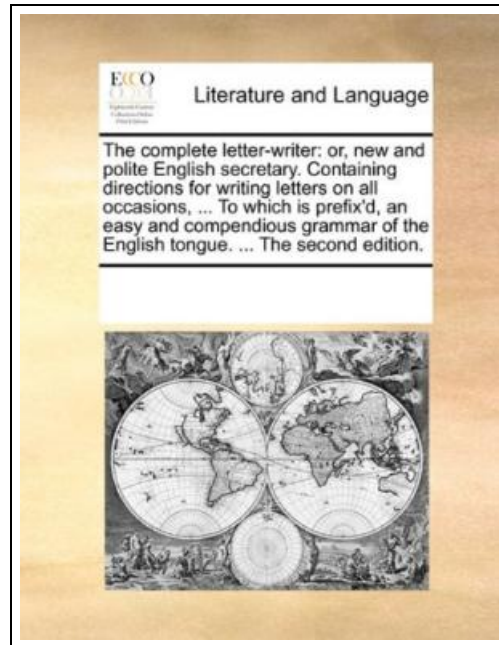 ECCO
Literature and Language
The complete letter-writer: or, new and
polite English secretary. Containing
directions for writing letters on all
occasions, ... To which is prefix'd, an
easy and compendious grammar of the
English tongue. ... The second edition.